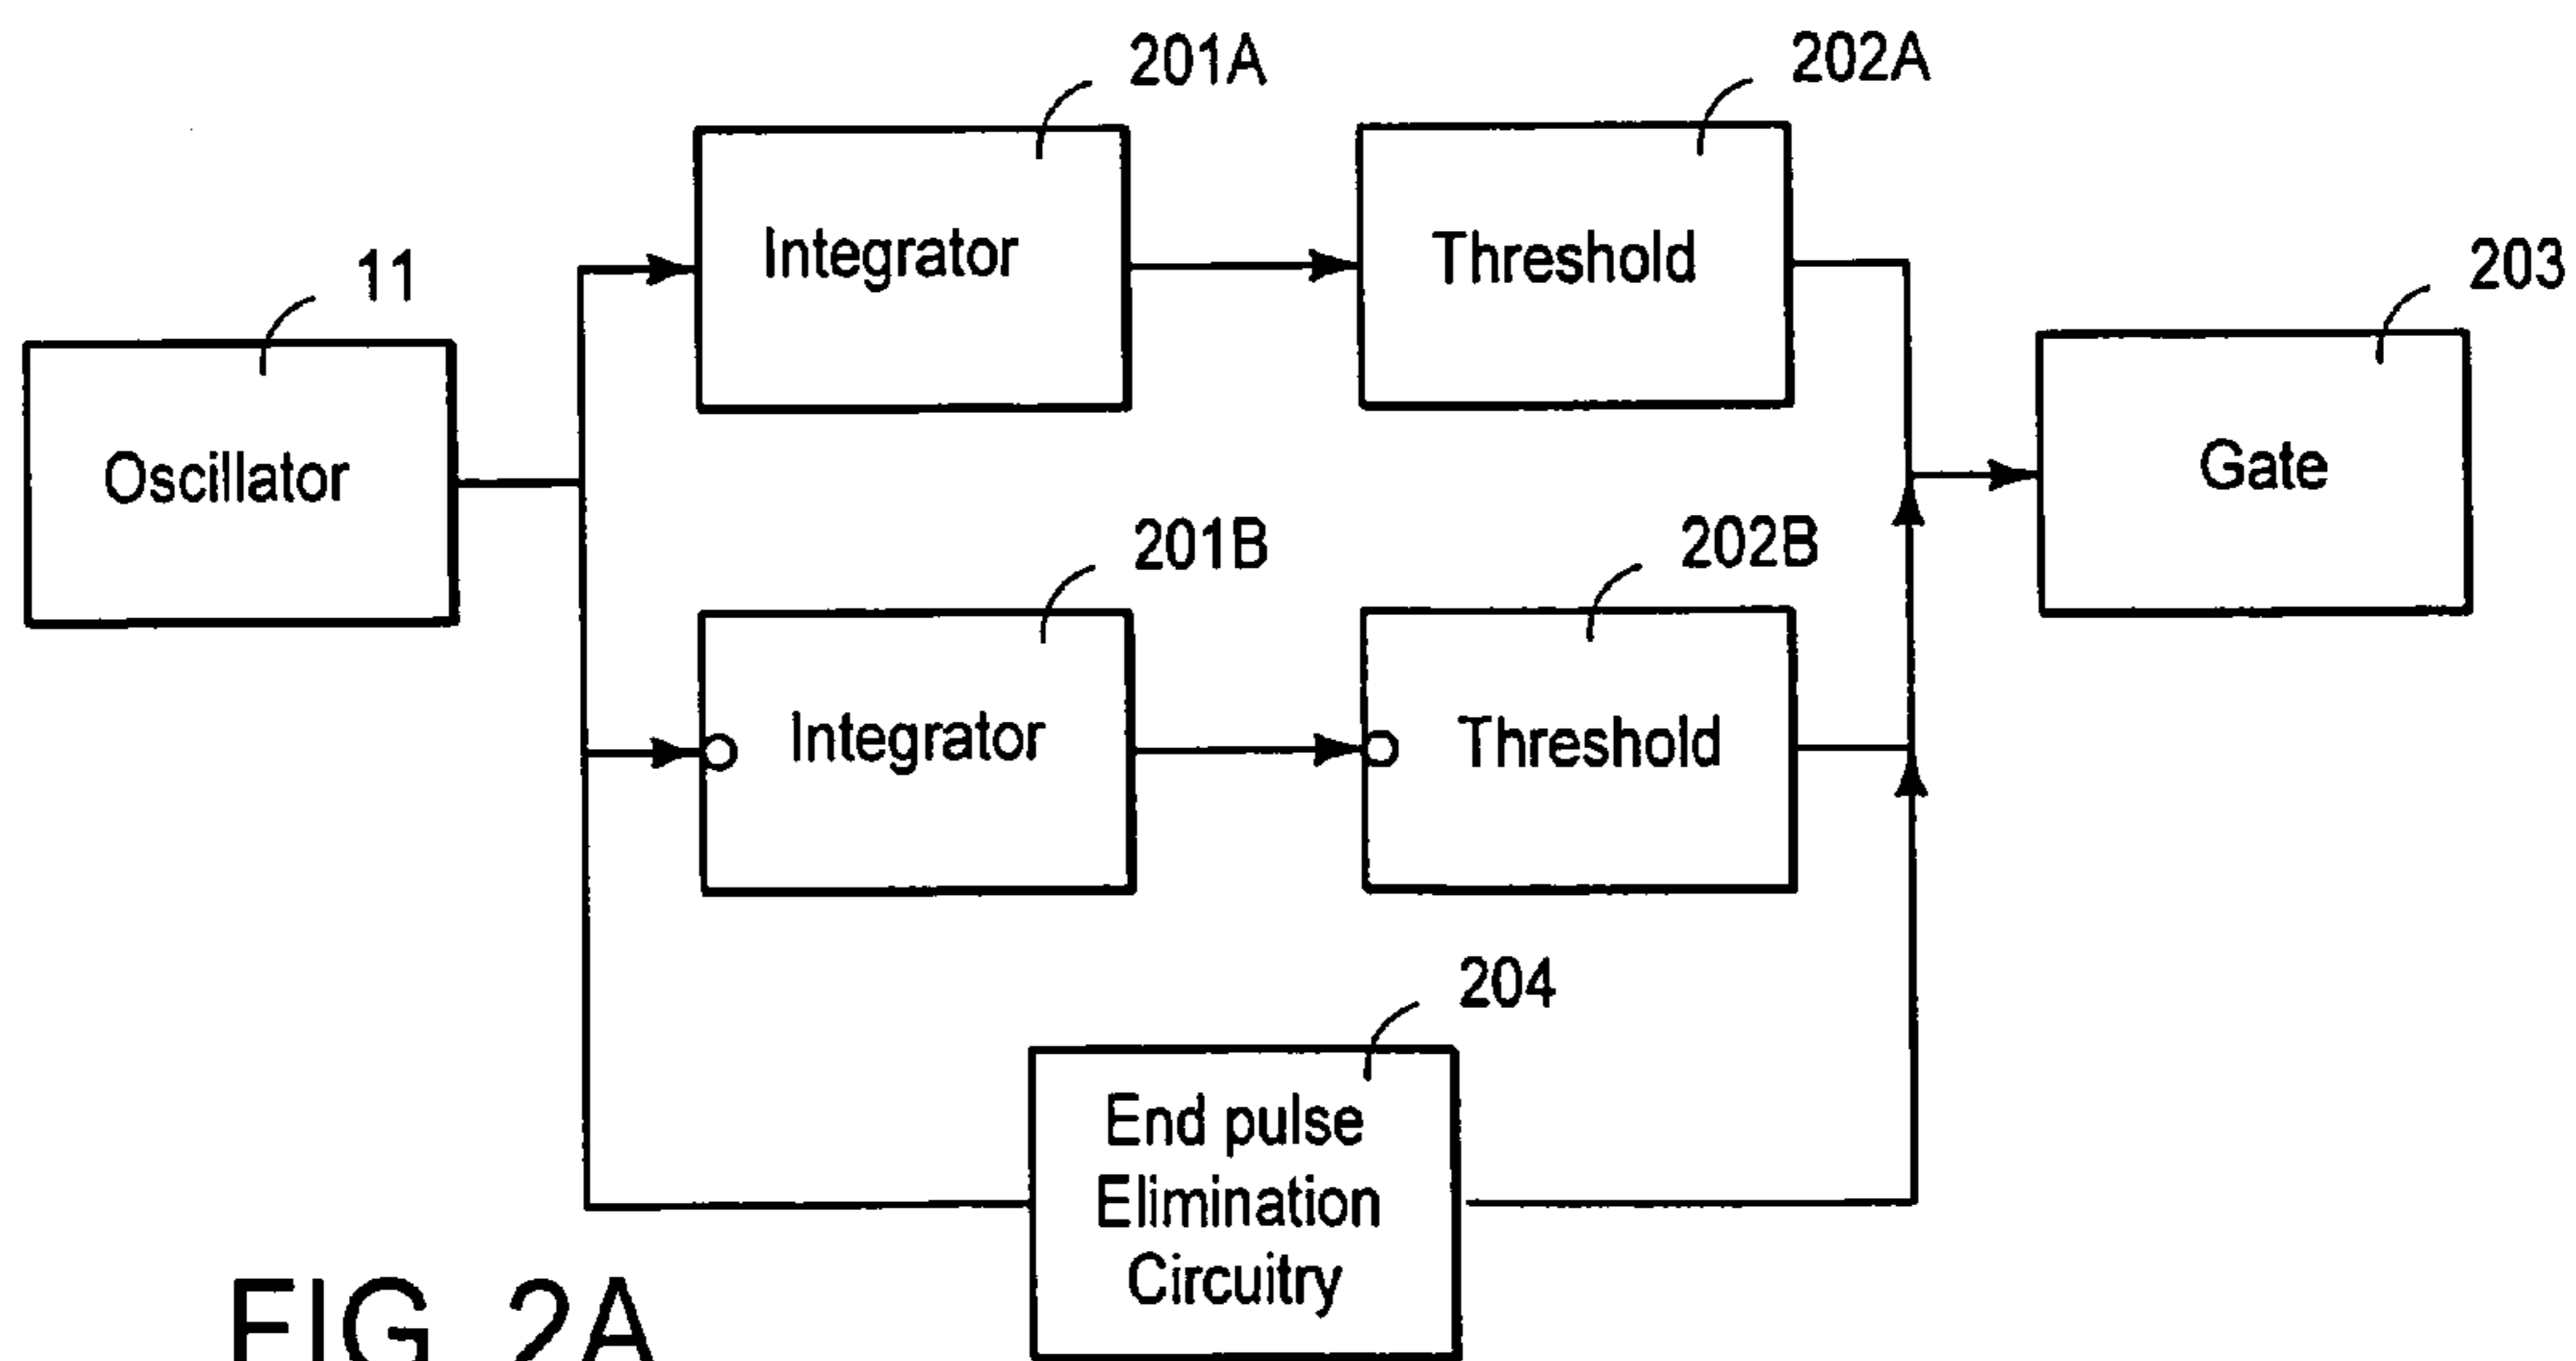 201A
202A
11
Integrator
Threshold
203
Oscillator
Gate
201B
202B
Integrator
Threshold
204
End pulse
Elimination
Circuitry
FIG. 2A